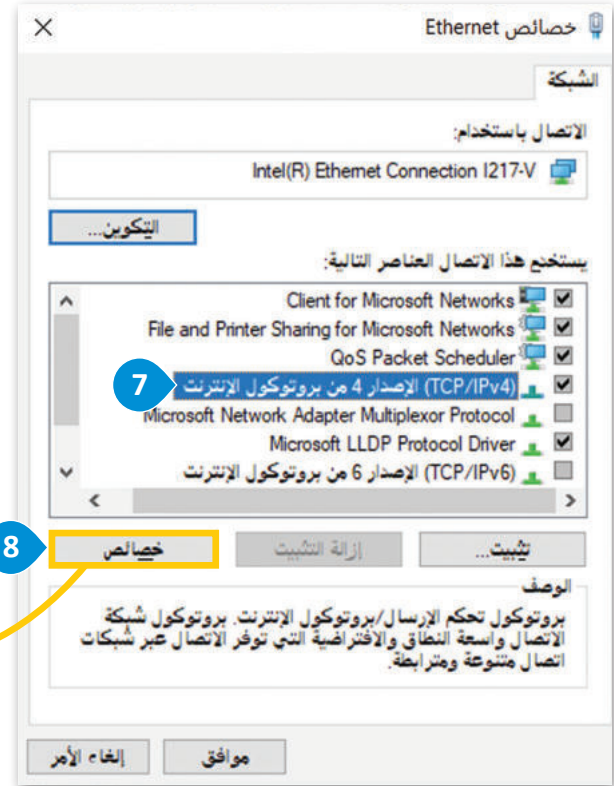 خصائص Ethernet
الشبكة
الاتصال باستخدام:
Intel(R) Ethernet Connection I217-V
التكوين...
يستخدم هذا الاتصال العناصر التالية:
Client for Microsoft Networks
File and Printer Sharing for Microsoft Networks
QoS Packet Scheduler
7
(TCP/IPv4) الإصدار 4 من بروتوكول الإنترنت
Microsoft Network Adapter Multiplexor Protocol
Microsoft LLDP Protocol Driver
(TCP/IPv6) الإصدار 6 من بروتوكول الإنترنت
تثبيت... إزالة التثبيت خصائص 8
الوصف
بروتوكول تحكم الإرسال/بروتوكول الإنترنت. بروتوكول شبكة
الاتصال واسعة النطاق والافتراضية التي توفر الاتصال عبر شبكات
اتصال متنوعة ومترابطة.
موافق إلغاء الأمر